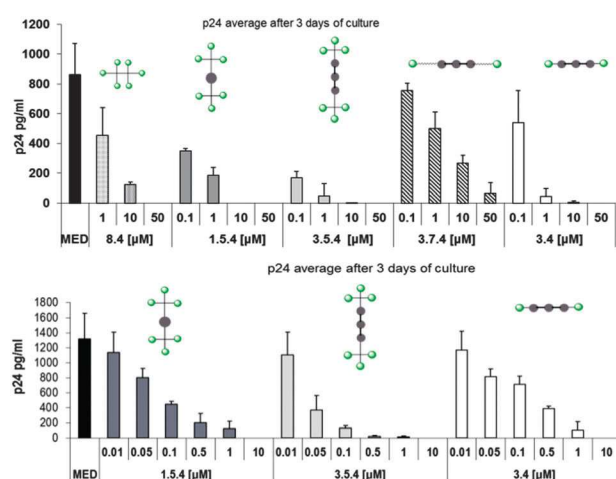 p24 average after 3 days of culture
p24 pg/ml
1200
1000
800
600
400
200
0
1 10 50 0.1 1 10 50 0.1 1 10 50 0.1 1 10 50 0.1 1 10 50
MED 8.4 [µM] 1.5.4 [µM] 3.5.4 [µM] 3.7.4 [µM] 3.4 [µM]
p24 average after 3 days of culture
p24 pg/ml
1800
1600
1400
1200
1000
800
600
400
200
0
0.01 0.05 0.1 0.5 1 10 0.01 0.05 0.1 0.5 1 10 0.01 0.05 0.1 0.5 1 10
MED 1.5.4 [µM] 3.5.4 [µM] 3.4 [µM]